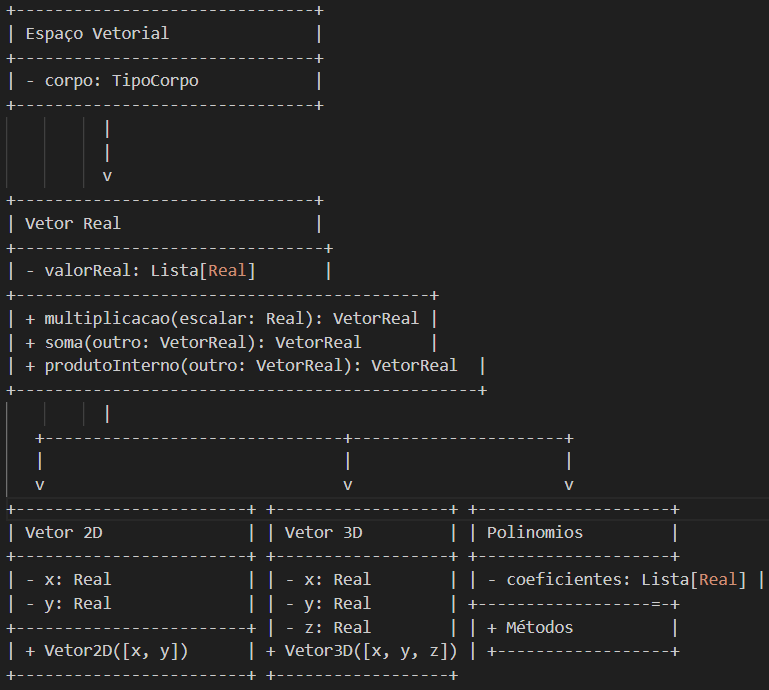 +-------------------------------+
| Espaço Vetorial               |
+-------------------------------+
| - corpo: TipoCorpo            |
+-------------------------------+
          |
          |
          v
+-------------------------------+
| Vetor Real                    |
+--------------------------------+
| - valorReal: Lista[Real]       |
+-------------------------------------------+
| + multiplicacao(escalar: Real): VetorReal |
| + soma(outro: VetorReal): VetorReal       |
| + produtoInterno(outro: VetorReal): VetorReal  |
+------------------------------------------------+
          |
   +-------------------------------+----------------------+
   |                               |                      |
   v                               v                      v
+------------------------+ +------------------+ +--------------------+
| Vetor 2D               | | Vetor 3D         | | Polinomios         |
+------------------------+ +------------------+ +--------------------+
| - x: Real              | | - x: Real        | | - coeficientes: Lista[Real] |
| - y: Real              | | - y: Real        | +------------------=-+
+------------------------+ | - z: Real        | | + Métodos          |
| + Vetor2D([x, y])      | + Vetor3D([x, y, z]) | +------------------+
+------------------------+ +------------------+